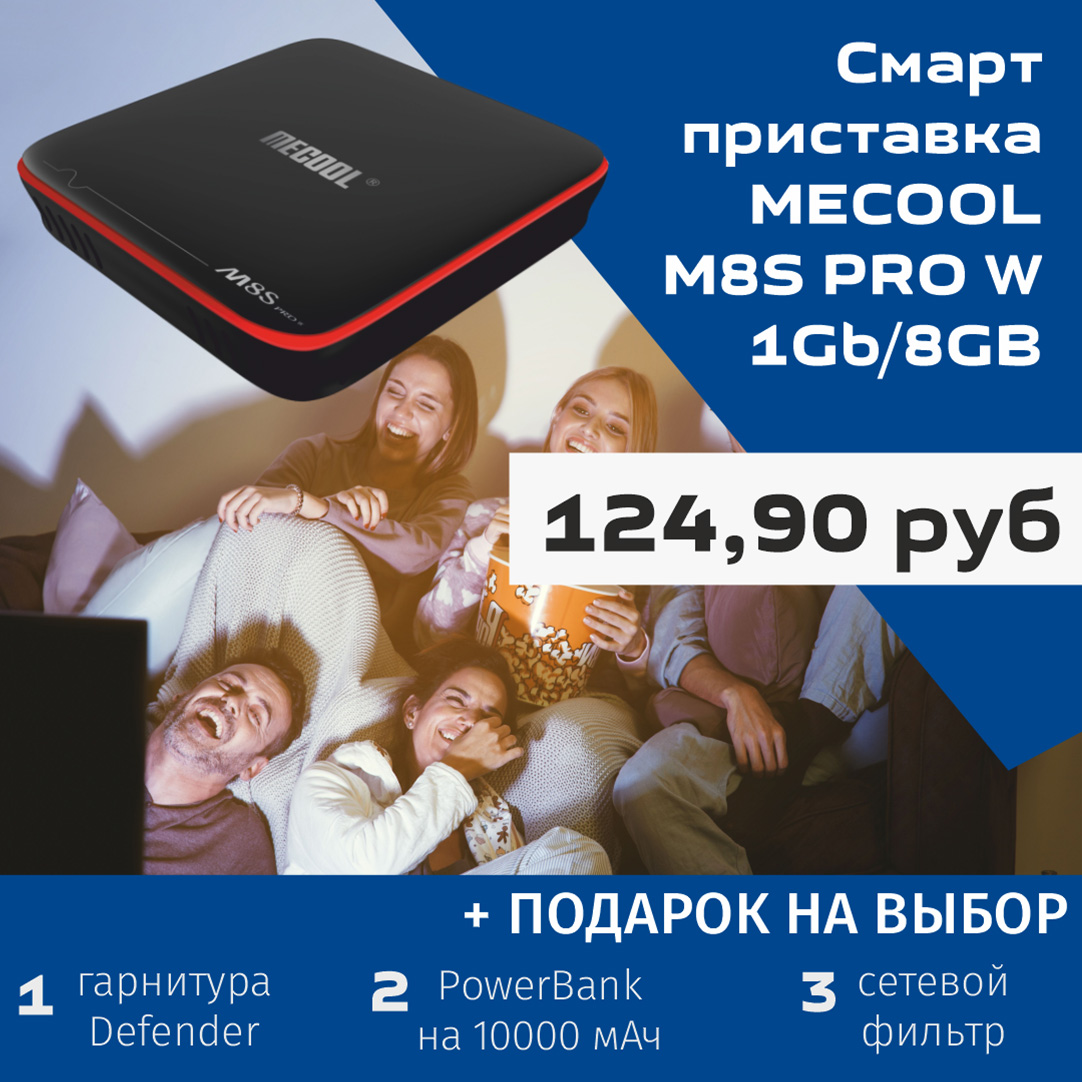 MECOOL ®
M8S PRO W
Смарт
приставка
MECOOL
M8S PRO W
1Gb/8GB
124,90 руб
+ ПОДАРОК НА ВЫБОР
1 гарнитура
Defender
2 PowerBank
на 10000 мАч
3 сетевой
фильтр